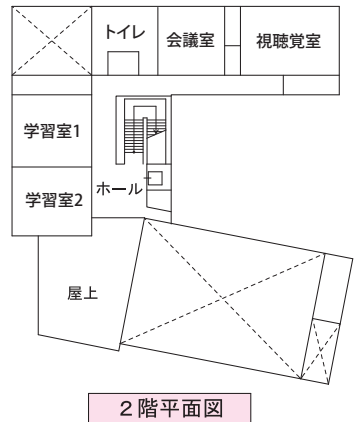 トイレ
会議室
視聴覚室
学習室1
学習室2
ホール
屋上
2階平面図